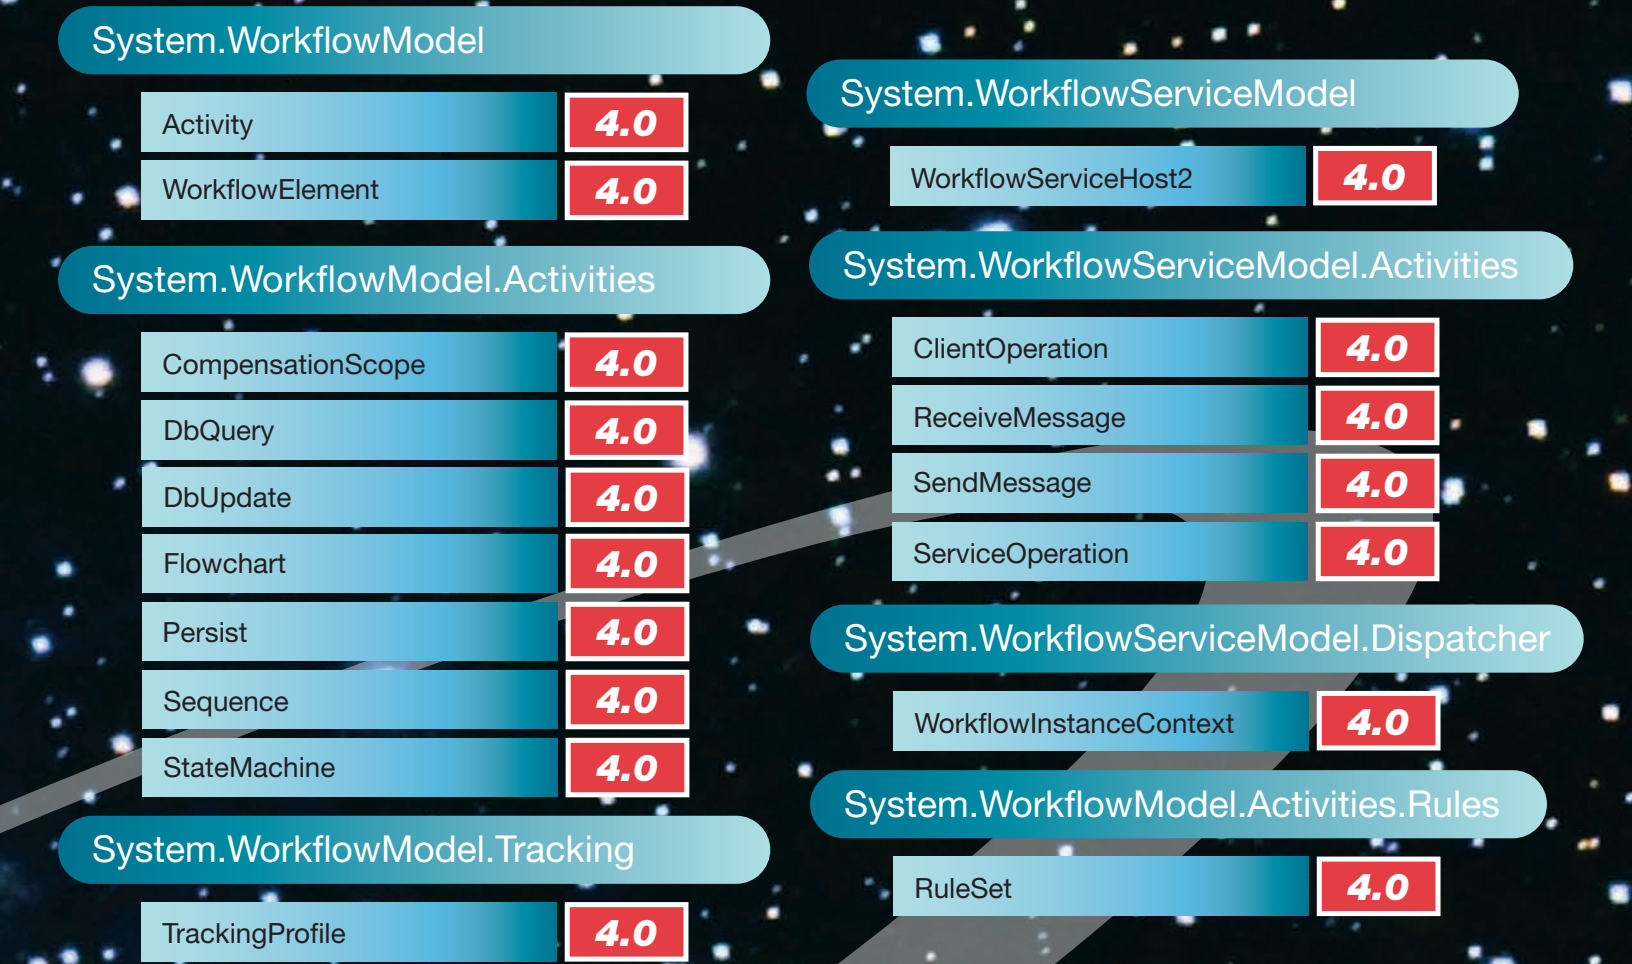 System.WorkflowModel
Activity 4.0
WorkflowElement 4.0
System.WorkflowModel.Activities
CompensationScope 4.0
DbQuery 4.0
DbUpdate 4.0
Flowchart 4.0
Persist 4.0
Sequence 4.0
StateMachine 4.0
System.WorkflowModel.Tracking
TrackingProfile 4.0
System.WorkflowServiceModel
WorkflowServiceHost2 4.0
System.WorkflowServiceModel.Activities
ClientOperation 4.0
ReceiveMessage 4.0
SendMessage 4.0
ServiceOperation 4.0
System.WorkflowServiceModel.Dispatcher
WorkflowInstanceContext 4.0
System.WorkflowModel.Activities.Rules
RuleSet 4.0